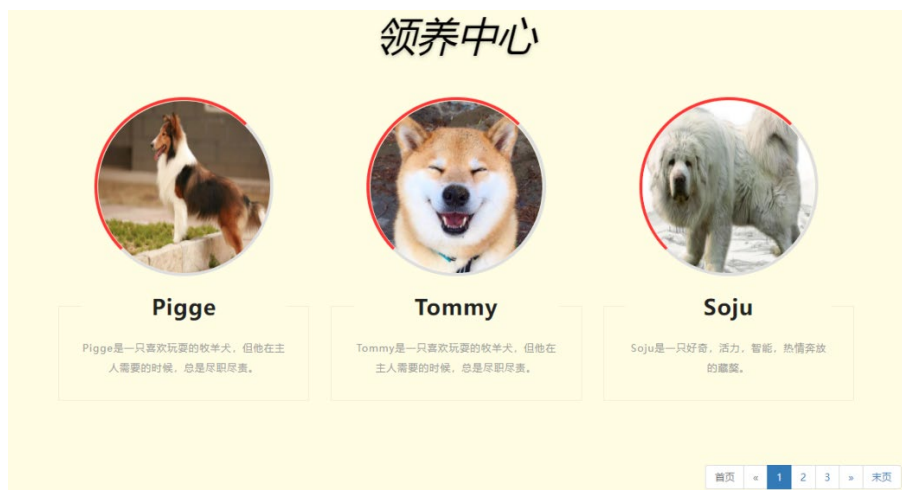 领养中心
Pigge
Pigge是一只喜欢玩耍的牧羊犬，但他在主
人需要的时候，总是尽职尽责。
Tommy
Tommy是一只喜欢玩耍的牧羊犬，但他在
主人需要的时候，总是尽职尽责。
Soju
Soju是一只好奇，活力，智能，热情奔放
的藏獒。
首页 « 1 2 3 » 末页